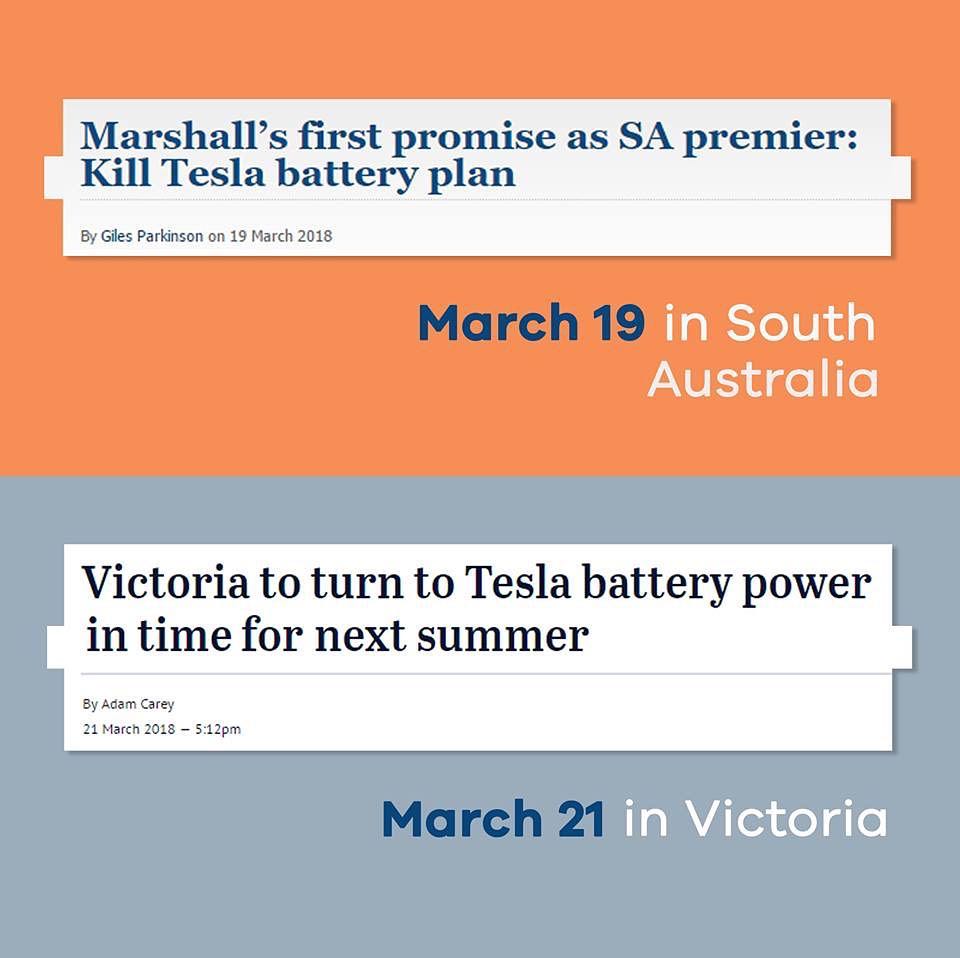 Marshall’s first promise as SA premier:
Kill Tesla battery plan
By Giles Parkinson on 19 March 2018
March 19 in South
Australia
Victoria to turn to Tesla battery power
in time for next summer
By Adam Carey
21 March 2018 — 5:12pm
March 21 in Victoria